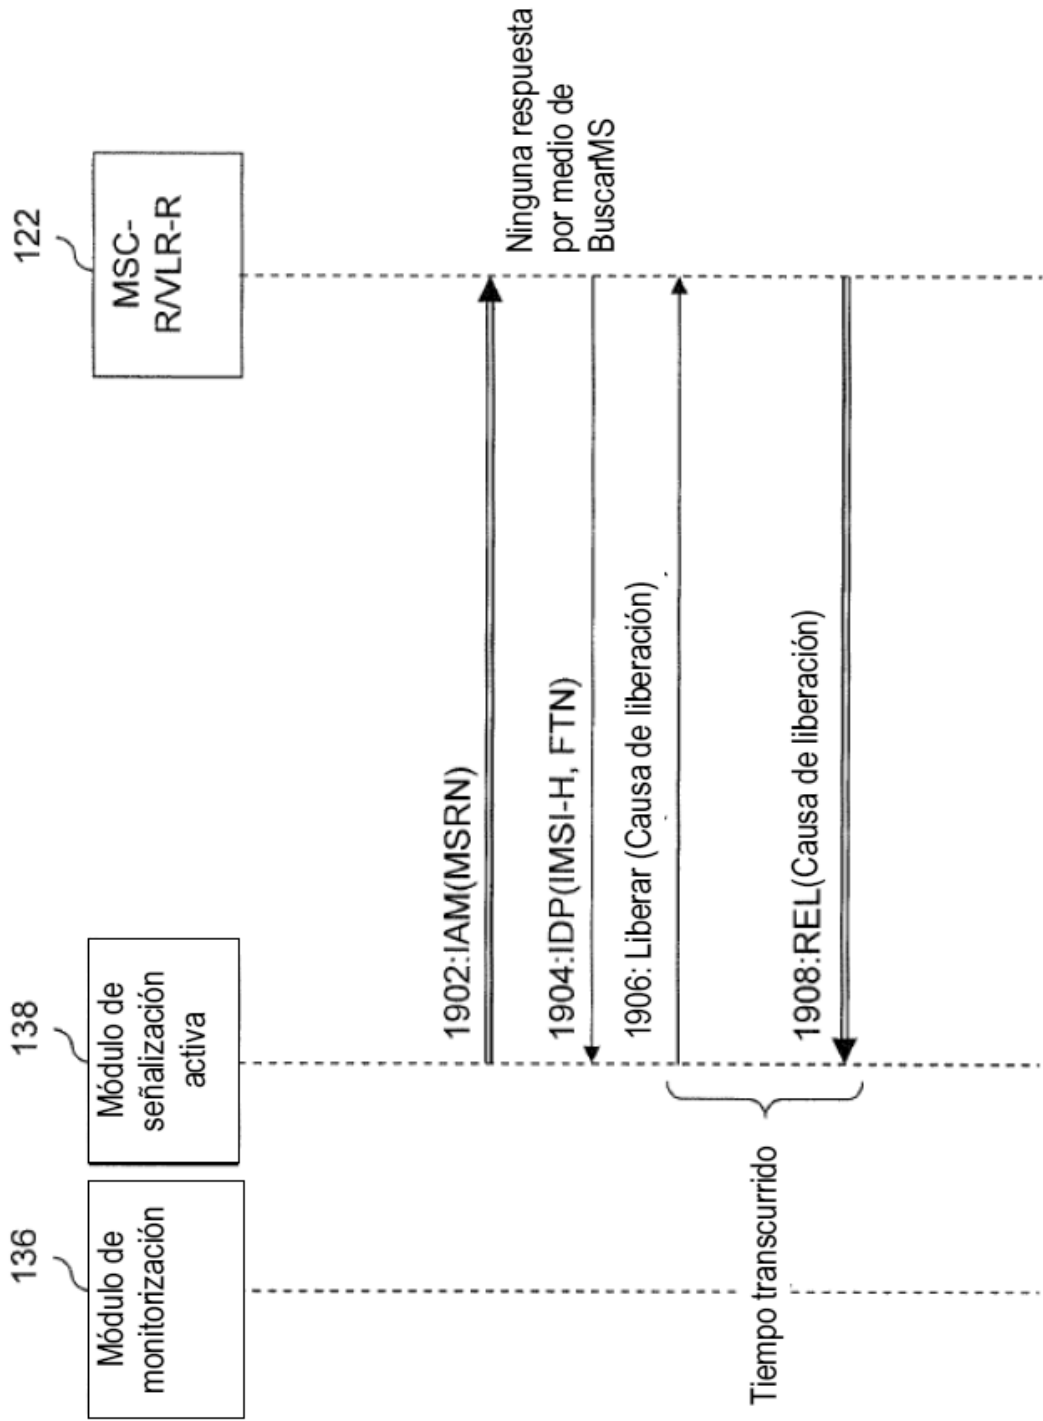 136
Módulo de
monitorización
138
Módulo de
señalización
activa
122
MSC-
R/VLR-R
1902:IAM(MSRN)
Ninguna respuesta
por medio de
BuscarMS
1904:IDP(IMSI-H, FTN)
1906: Liberar (Causa de liberación)
Tiempo transcurrido
1908:REL(Causa de liberación)